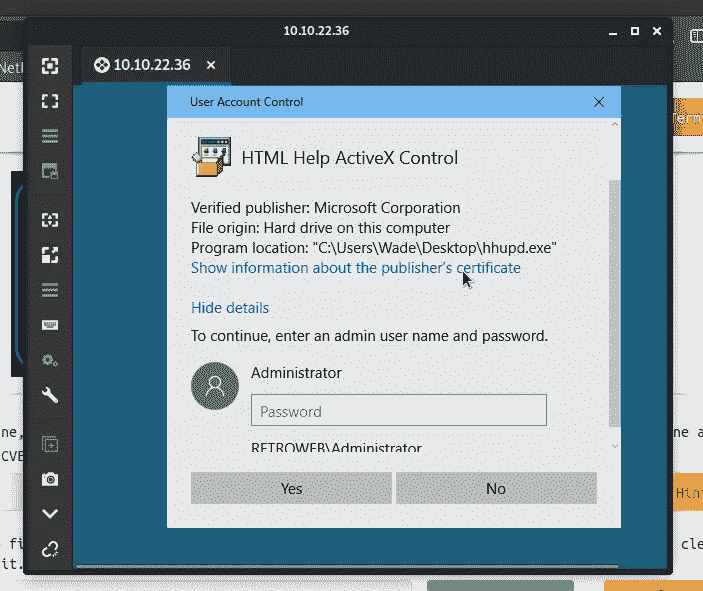 10.10.22.36
10.10.22.36
User Account Control
HTML Help ActiveX Control
Verified publisher: Microsoft Corporation
File origin: Hard drive on this computer
Program location: "C:\Users\Wade\Desktop\hhupd.exe"
Show information about the publisher's certificate
Hide details
To continue, enter an admin user name and password.
Administrator
Password
RETROWEB\Administrator
Yes
No
ne,
ne a
CVE
Hin
fi
cle
it.